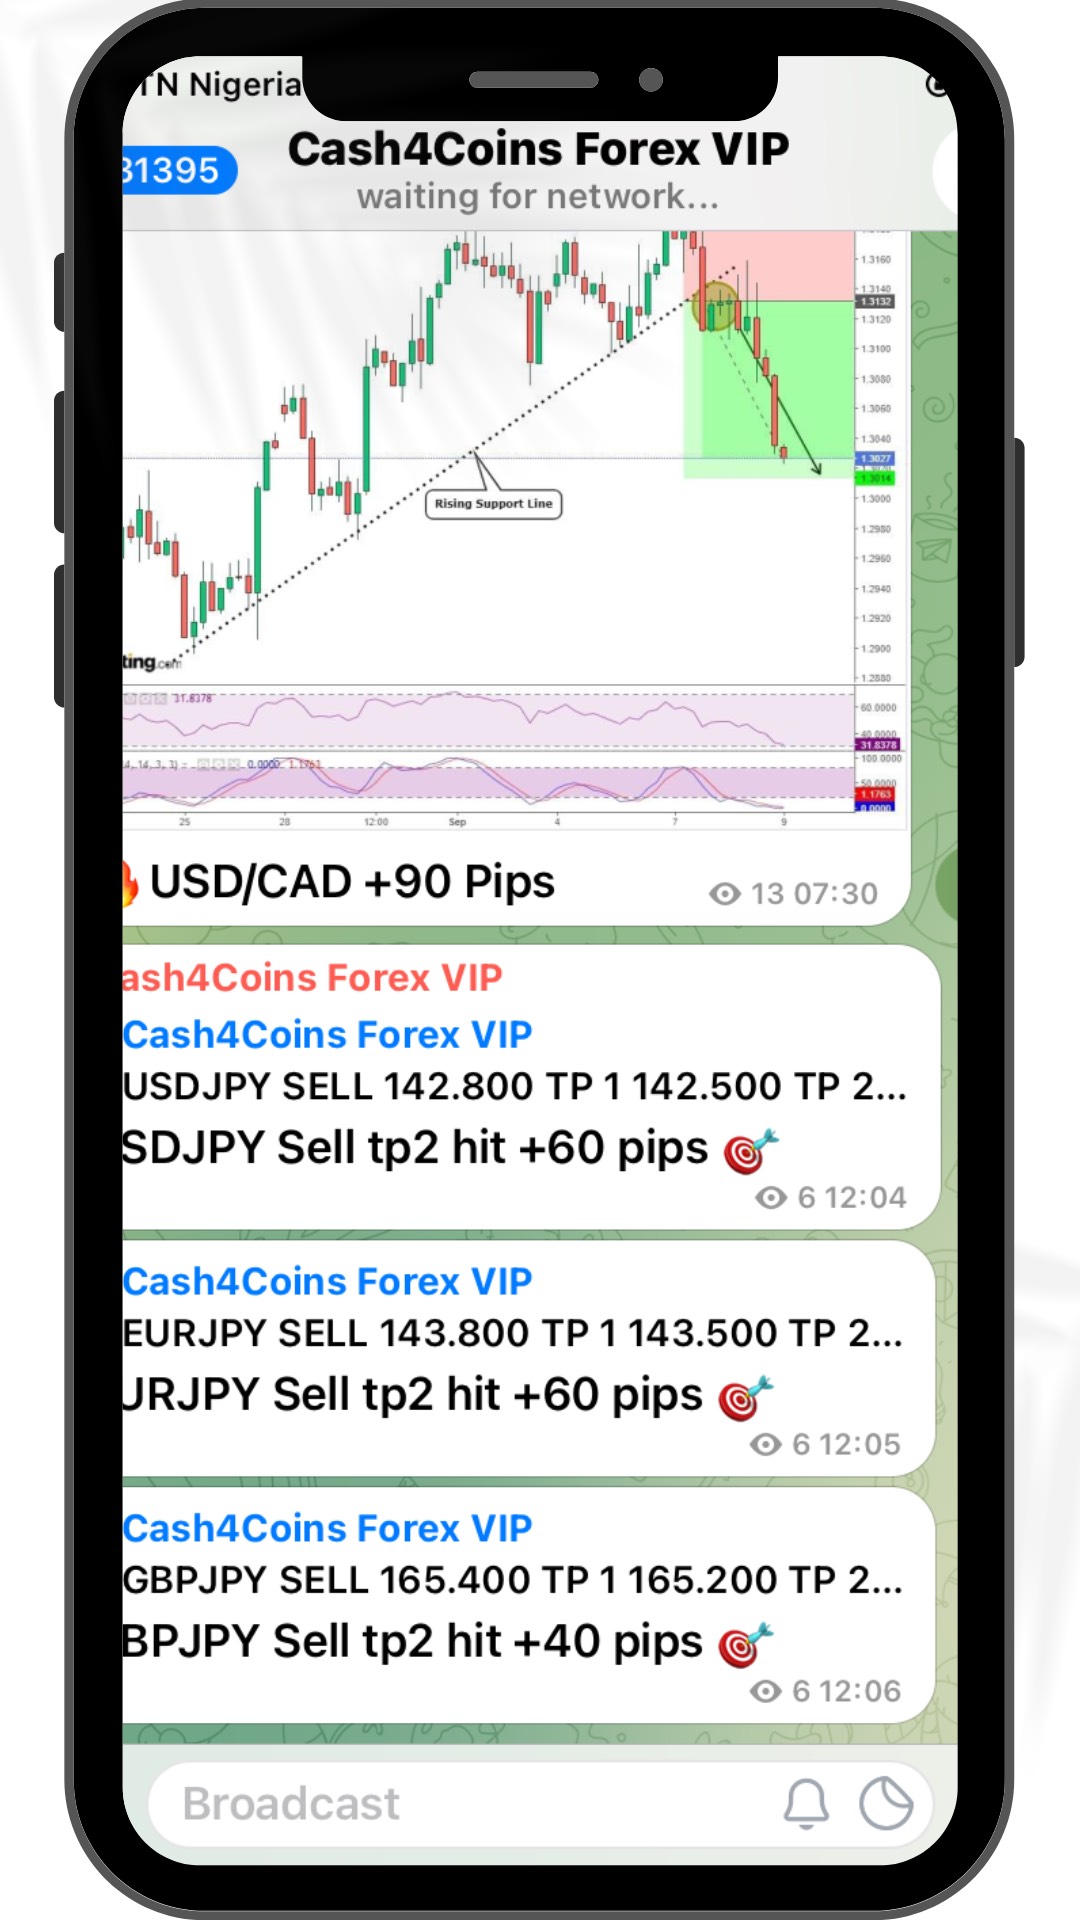 TN Nigeria
31395
Cash4Coins Forex VIP
waiting for network...
1.3160
1.3140
1.3132
1.3120
1.3100
1.3080
1.3060
1.3040
1.3027
1.3014
1.3000
1.2980
1.2960
1.2940
1.2920
1.2900
1.2880
Rising Support Line
ting.com
31.8378
60.0000
40.0000
31.8378
4, 14, 3, 3)
0.0000 1.1763
100.0000
50.0000
1.1763
0.0000
25 28 12:00 Sep 4 7 9
🔥 USD/CAD +90 Pips
13 07:30
ash4Coins Forex VIP
Cash4Coins Forex VIP
USDJPY SELL 142.800 TP 1 142.500 TP 2...
SDJPY Sell tp2 hit +60 pips 🎯
6 12:04
Cash4Coins Forex VIP
EURJPY SELL 143.800 TP 1 143.500 TP 2...
URJPY Sell tp2 hit +60 pips 🎯
6 12:05
Cash4Coins Forex VIP
GBPJPY SELL 165.400 TP 1 165.200 TP 2...
BPJPY Sell tp2 hit +40 pips 🎯
6 12:06
Broadcast